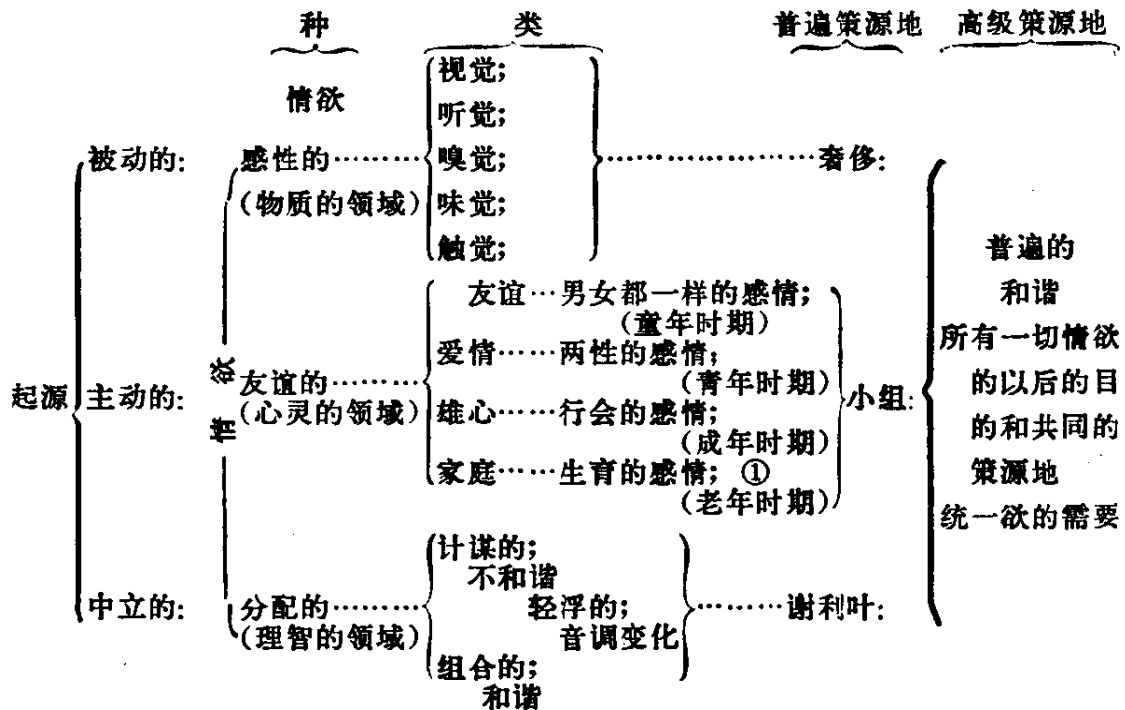 种 类 普遍策源地 高级策源地
情欲
视觉;
听觉;
被动的: 感性的……… 嗅觉; ……………奢侈:
(物质的领域) 味觉;
触觉;
友谊…男女都一样的感情;
(童年时期)
爱情……两性的感情;
(青年时期)
起源 主动的: 情欲 友谊的………
(心灵的领域) 雄心……行会的感情;
(成年时期)
家庭……生育的感情; ①
(老年时期)
小组:
计谋的;
不和谐
中立的: 分配的……… 轻浮的; ………谢利叶:
(理智的领域) 音调变化
组合的;
和谐
普遍的
和谐
所有一切情欲
的以后的目
的和共同的
策源地
统一欲的需要